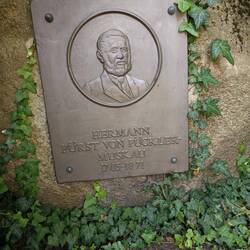 HERMANN
FÜRST VON PÜCKLER-
MUSKAU
1785-1871